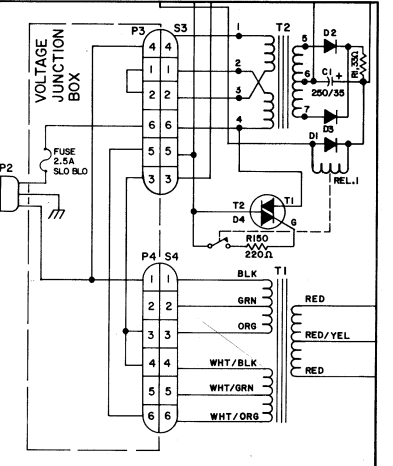 P3 S3
4 4
1 1
2 2
6 6
5 5
3 3
VOLTAGE
JUNCTION
BOX
FUSE
2.5A
SLO BLO
P2
1
2
3
4
T2
5
6
7
D2
C1 +
250/35
R1,33Ω
D3
D1
REL.1
T2
T1
D4
G
R150
220Ω
P4 S4
1 1
2 2
3 3
4 4
5 5
6 6
BLK
GRN
ORG
WHT/BLK
WHT/GRN
WHT/ORG
T1
RED
RED/YEL
RED